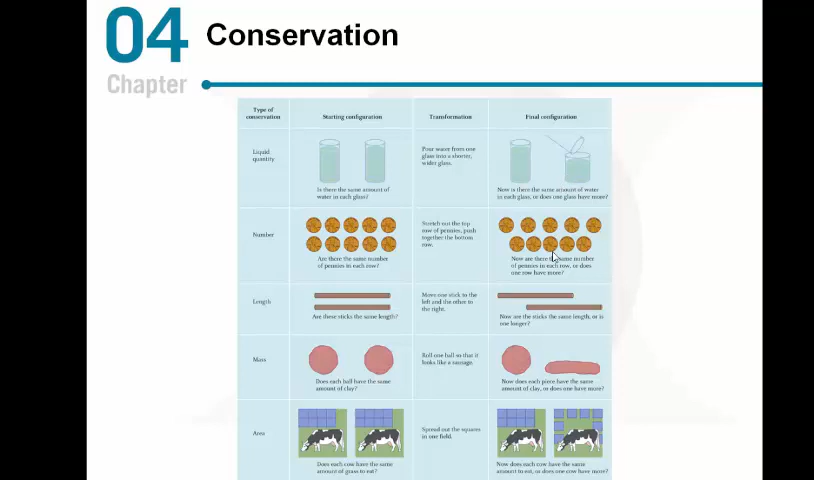 04
Chapter
Conservation
Type of
conservation
Starting configuration
Transformation
Final configuration
Liquid
quantity
Is there the same amount of
water in each glass?
Pour water from one
glass into a shorter,
wider glass.
Now is there the same amount of water
in each glass, or does one glass have more?
Number
Are there the same number
of pennies in each row?
Stretch out the top
row of pennies, push
together the bottom
row.
Now are there the same number
of pennies in each row, or does
one row have more?
Length
Are these sticks the same length?
Move one stick to the
left and the other to
the right.
Now are the sticks the same length, or is
one longer?
Mass
Does each ball have the same
amount of clay?
Roll one ball so that it
looks like a sausage.
Now does each piece have the same
amount of clay, or does one have more?
Area
Does each cow have the same
amount of grass to eat?
Spread out the squares
in one field.
Now does each cow have the same
amount to eat, or does one cow have more?